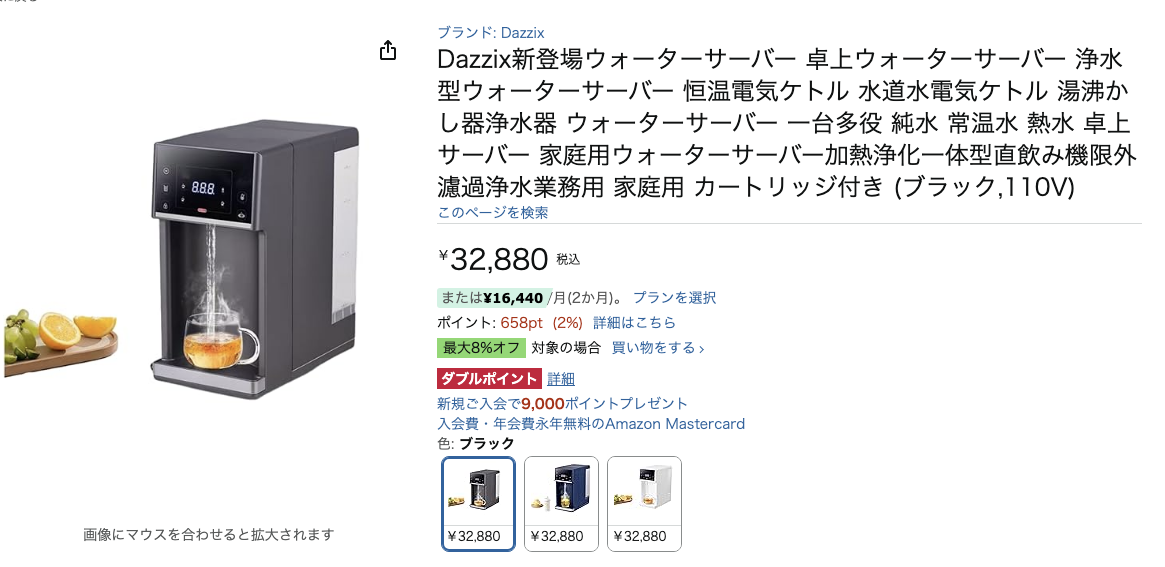 ブランド: Dazzix
Dazzix新登場ウォーターサーバー 卓上ウォーターサーバー 浄水
型ウォーターサーバー 恒温電気ケトル 水道水電気ケトル 湯沸か
し器浄水器 ウォーターサーバー 一台多役 純水 常温水 熱水 卓上
サーバー 家庭用ウォーターサーバー加熱浄化一体型直飲み機限外
濾過浄水業務用 家庭用 カートリッジ付き (ブラック,110V)
このページを検索
¥32,880 税込
または¥16,440 /月(2か月)。 プランを選択
ポイント: 658pt (2%) 詳細はこちら
最大8%オフ 対象の場合 買い物をする ›
ダブルポイント 詳細
新規ご入会で9,000ポイントプレゼント
入会費・年会費永年無料のAmazon Mastercard
色: ブラック
¥32,880 ¥32,880 ¥32,880
888
画像にマウスを合わせると拡大されます